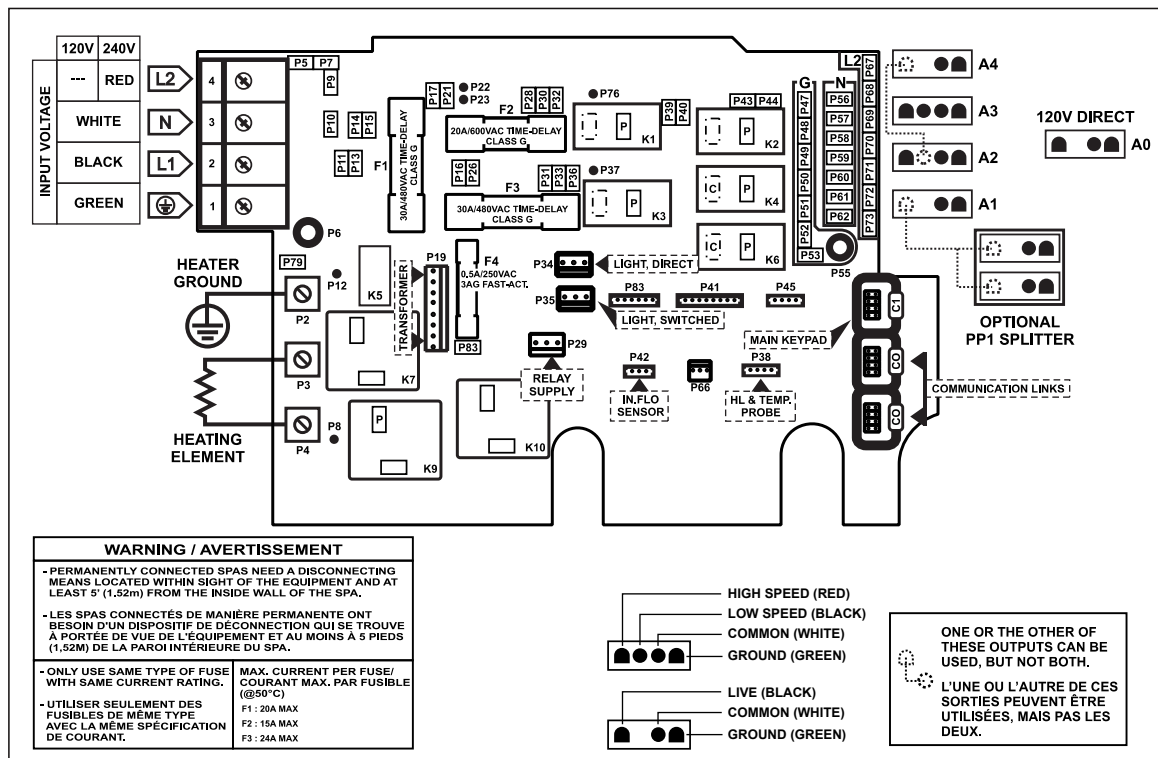 120V 240V
INPUT VOLTAGE
--- RED L2 4
WHITE N 3
BLACK L1 2
GREEN 1
P5 P7
P9
P10
P14
P15
P11
P13
P17
P21
P22
P23
F1
30A/480VAC TIME-DELAY
CLASS G
F2
20A/600VAC TIME-DELAY
CLASS G
P28
P30
P32
P16
P26
F3
30A/480VAC TIME-DELAY
CLASS G
P31
P33
P36
P76
P K1
P37
P K3
P39
P40
P43 P44
P K2
C P K4
C P K6
G
P47
P48
P49
P50
P51
P52
P53
N
P56
P57
P58
P59
P60
P61
P62
P55
L2
P67
P68
P69
P70
P71
P72
P73
A4
A3
A2
A1
120V DIRECT
A0
OPTIONAL
PP1 SPLITTER
P6
P79
P12
HEATER
GROUND
P2
P3
P4
P8
HEATING
ELEMENT
K5
K7
P K9
K10
TRANSFORMER
P19
F4
0.5A/250VAC
3AG FAST-ACT.
P83
P34
LIGHT, DIRECT
P35
LIGHT, SWITCHED
P83
P41
P45
P29
RELAY
SUPPLY
P42
IN.FLO
SENSOR
P66
P38
HL & TEMP.
PROBE
MAIN KEYPAD
C1
CO
CO
COMMUNICATION LINKS
WARNING / AVERTISSEMENT
- PERMANENTLY CONNECTED SPAS NEED A DISCONNECTING
MEANS LOCATED WITHIN SIGHT OF THE EQUIPMENT AND AT
LEAST 5' (1.52m) FROM THE INSIDE WALL OF THE SPA.
- LES SPAS CONNECTÉS DE MANIÈRE PERMANENTE ONT
BESOIN D'UN DISPOSITIF DE DÉCONNECTION QUI SE TROUVE
À PORTÉE DE VUE DE L'ÉQUIPEMENT ET AU MOINS À 5 PIEDS
(1,52M) DE LA PAROI INTÉRIEURE DU SPA.
- ONLY USE SAME TYPE OF FUSE
WITH SAME CURRENT RATING.
- UTILISER SEULEMENT DES
FUSIBLES DE MÊME TYPE
AVEC LA MÊME SPÉCIFICATION
DE COURANT.
MAX. CURRENT PER FUSE/
COURANT MAX. PAR FUSIBLE
(@50°C)
F1 : 20A MAX
F2 : 15A MAX
F3 : 24A MAX
HIGH SPEED (RED)
LOW SPEED (BLACK)
COMMON (WHITE)
GROUND (GREEN)
LIVE (BLACK)
COMMON (WHITE)
GROUND (GREEN)
ONE OR THE OTHER OF
THESE OUTPUTS CAN BE
USED, BUT NOT BOTH.
L'UNE OU L'AUTRE DE CES
SORTIES PEUVENT ÊTRE
UTILISÉES, MAIS PAS LES
DEUX.